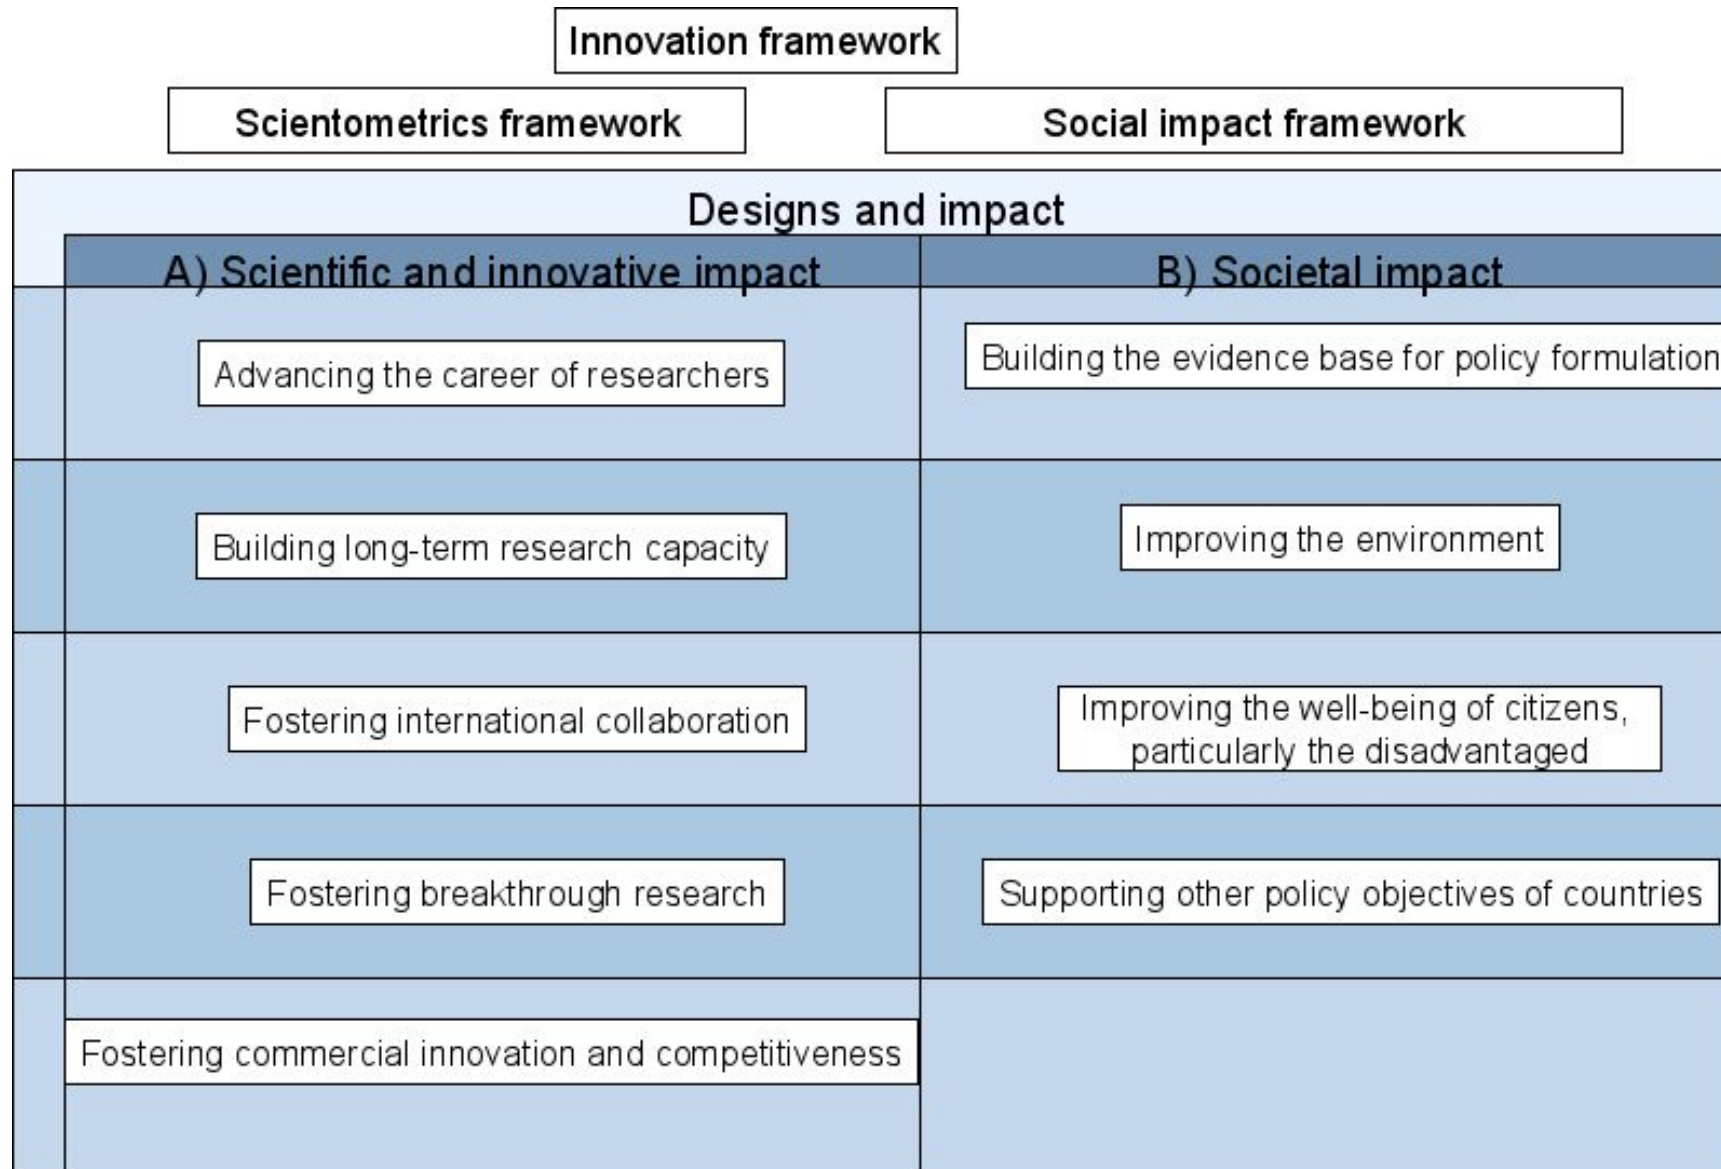 Innovation framework
Scientometrics framework
Social impact framework
Designs and impact
A) Scientific and innovative impact
B) Societal impact
Advancing the career of researchers
Building the evidence base for policy formulation
Building long-term research capacity
Improving the environment
Fostering international collaboration
Improving the well-being of citizens,
particularly the disadvantaged
Fostering breakthrough research
Supporting other policy objectives of countries
Fostering commercial innovation and competitiveness